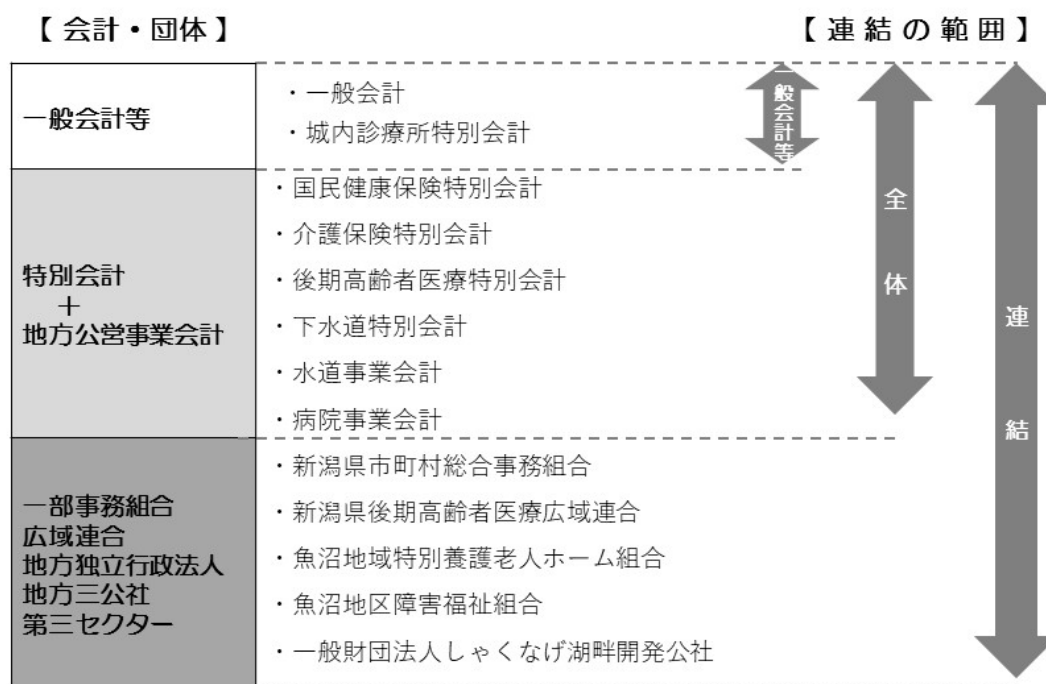 【 会計・団体 】
【 連 結 の 範 囲 】
一般会計等
・一般会計
・城内診療所特別会計
一般会計等
特別会計
＋
地方公営事業会計
・国民健康保険特別会計
・介護保険特別会計
・後期高齢者医療特別会計
・下水道特別会計
・水道事業会計
・病院事業会計
全体
一部事務組合
広域連合
地方独立行政法人
地方三公社
第三セクター
・新潟県市町村総合事務組合
・新潟県後期高齢者医療広域連合
・魚沼地域特別養護老人ホーム組合
・魚沼地区障害福祉組合
・一般財団法人しゃくなげ湖畔開発公社
連結